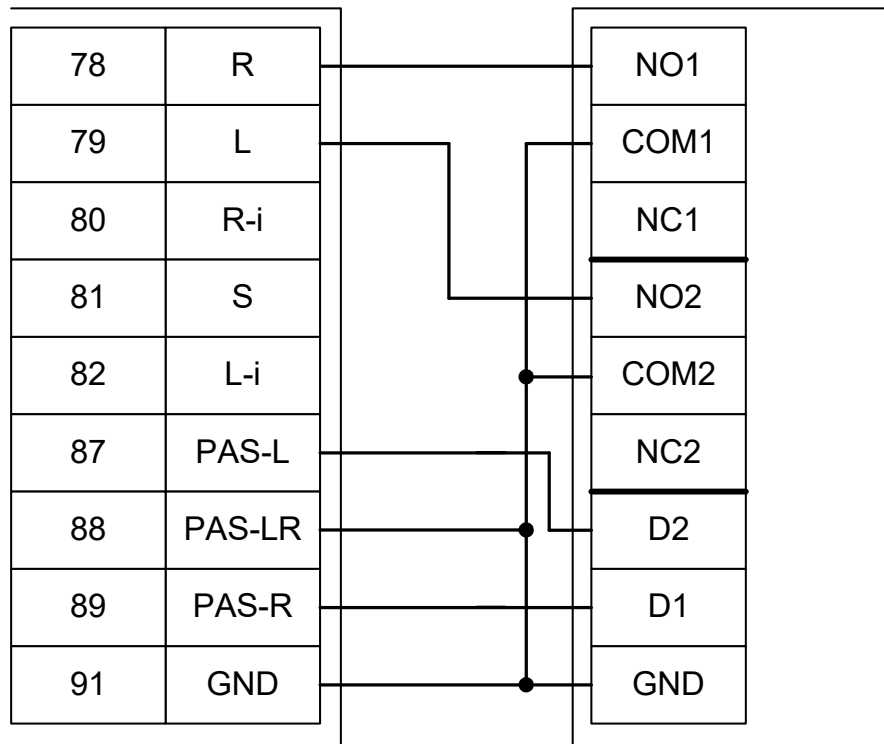 78 R NO1
79 L COM1
80 R-i NC1
81 S NO2
82 L-i COM2
87 PAS-L NC2
88 PAS-LR D2
89 PAS-R D1
91 GND GND